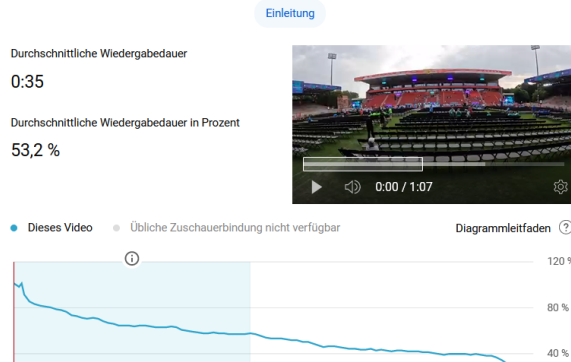 Einleitung
Durchschnittliche Wiedergabedauer
0:35
Durchschnittliche Wiedergabedauer in Prozent
53,2 %
0:00 / 1:07
Dieses Video
Übliche Zuschauerbindung nicht verfügbar
Diagrammleitfaden
120 %
80 %
40 %